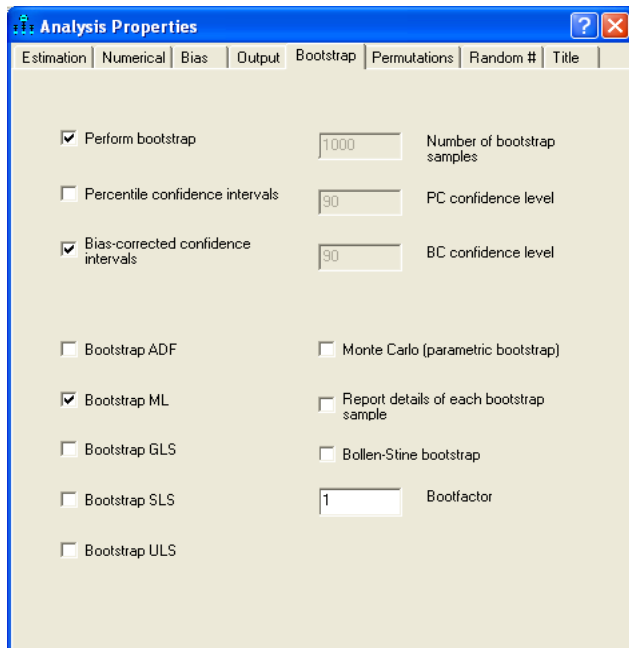 Analysis Properties
?
Estimation
Numerical
Bias
Output
Bootstrap
Permutations
Random #
Title
Perform bootstrap
1000
Number of bootstrap
samples
Percentile confidence intervals
90
PC confidence level
Bias-corrected confidence
intervals
90
BC confidence level
Bootstrap ADF
Monte Carlo (parametric bootstrap)
Bootstrap ML
Report details of each bootstrap
sample
Bootstrap GLS
Bollen-Stine bootstrap
Bootstrap SLS
1
Bootfactor
Bootstrap ULS